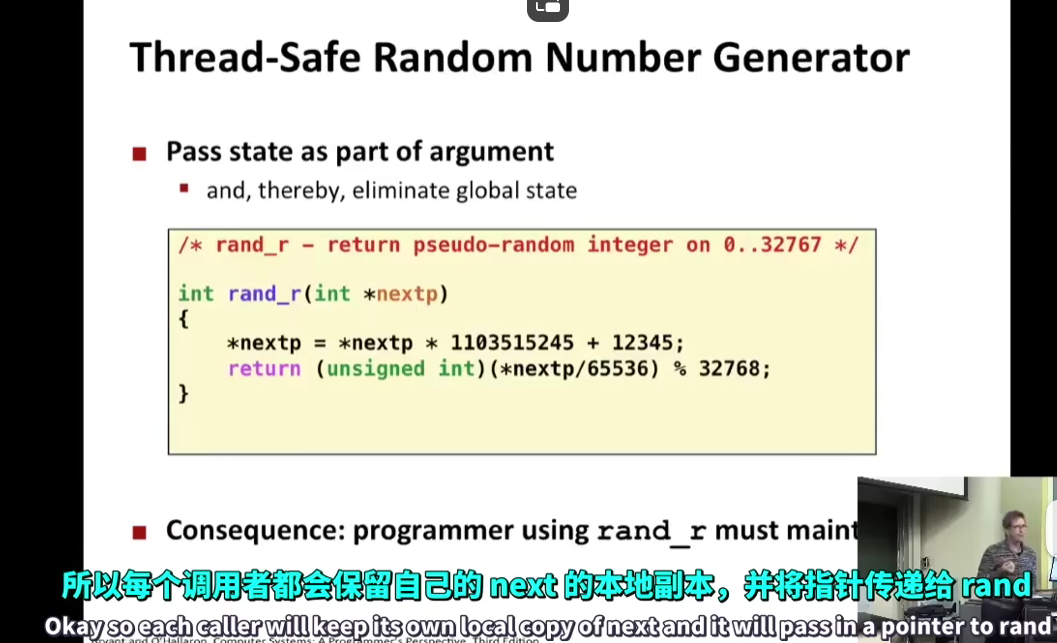 Thread-Safe Random Number Generator
Pass state as part of argument
and, thereby, eliminate global state
/* rand_r – return pseudo-random integer on 0..32767 */
int rand_r(int *nextp)
{
*nextp = *nextp * 1103515245 + 12345;
return (unsigned int)(*nextp/65536) % 32768;
}
Consequence: programmer using rand_r must maint
所以每个调用者都会保留自己的 next 的本地副本，并将指针传递给 rand
Okay so each caller will keep its own local copy of next and it will pass in a pointer to rand
Bryant and O'Hallaron, Computer Systems: A Programmer's Perspective, Third Edition